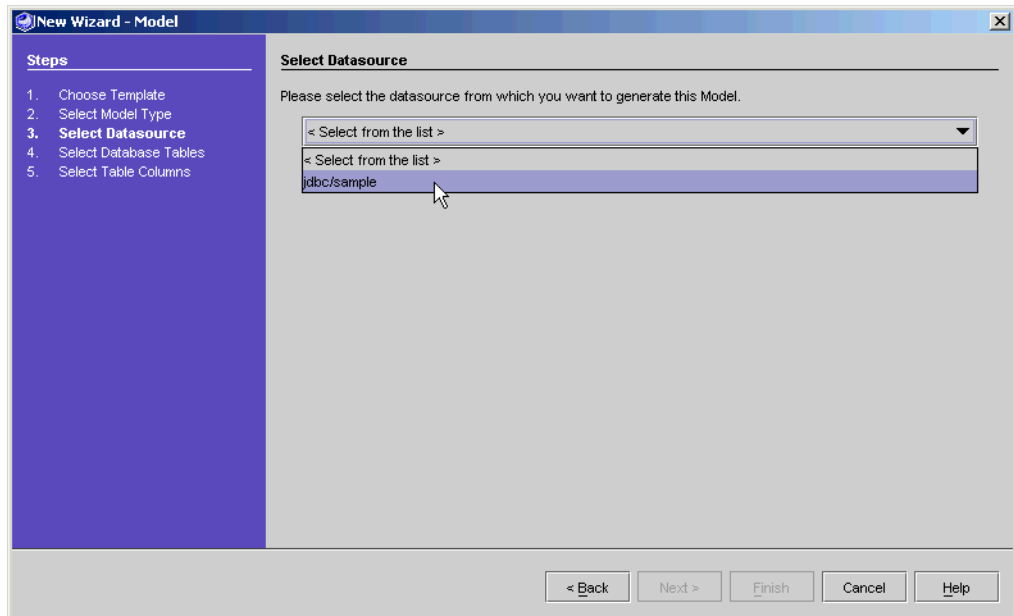 New Wizard - Model
Steps
1. Choose Template
2. Select Model Type
3. Select Datasource
4. Select Database Tables
5. Select Table Columns
Select Datasource
Please select the datasource from which you want to generate this Model.
< Select from the list >
< Select from the list >
jdbc/sample
< Back
Next >
Finish
Cancel
Help